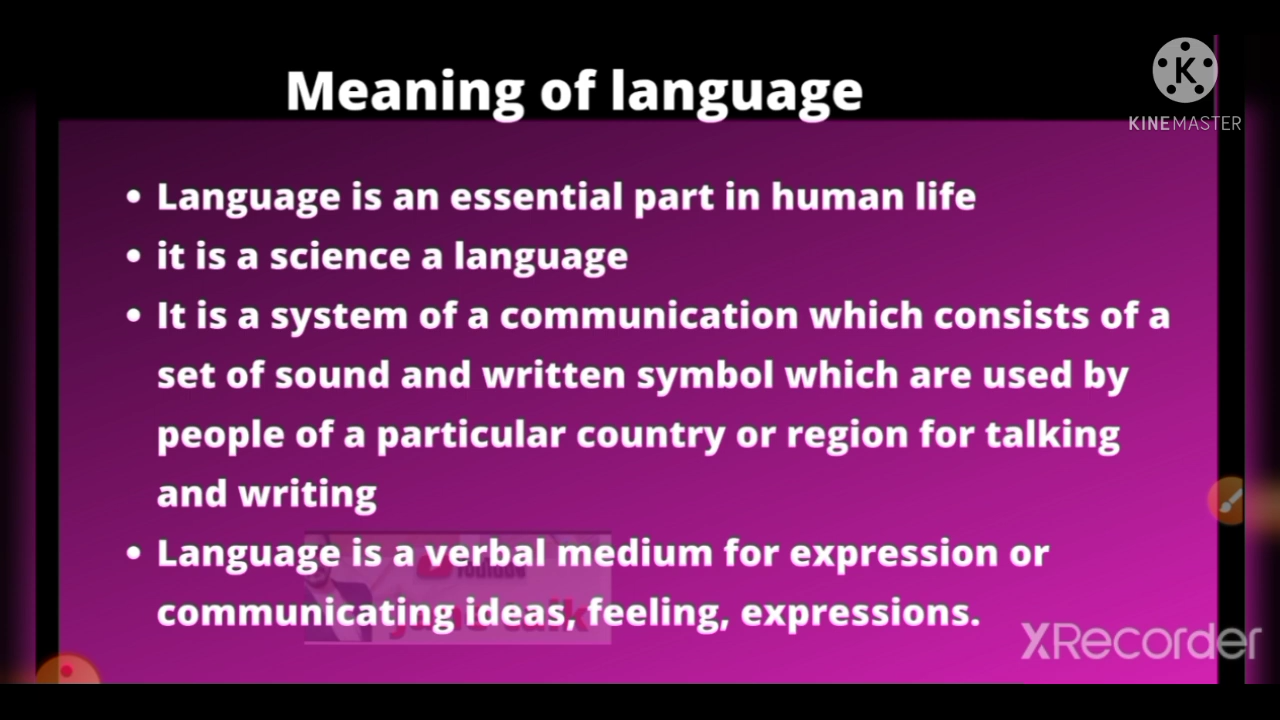 Meaning of language
K
KINEMASTER
• Language is an essential part in human life
• it is a science a language
• It is a system of a communication which consists of a
set of sound and written symbol which are used by
people of a particular country or region for talking
and writing
• Language is a verbal medium for expression or
YouTube
communicating ideas, feeling, expressions.
XRecorder